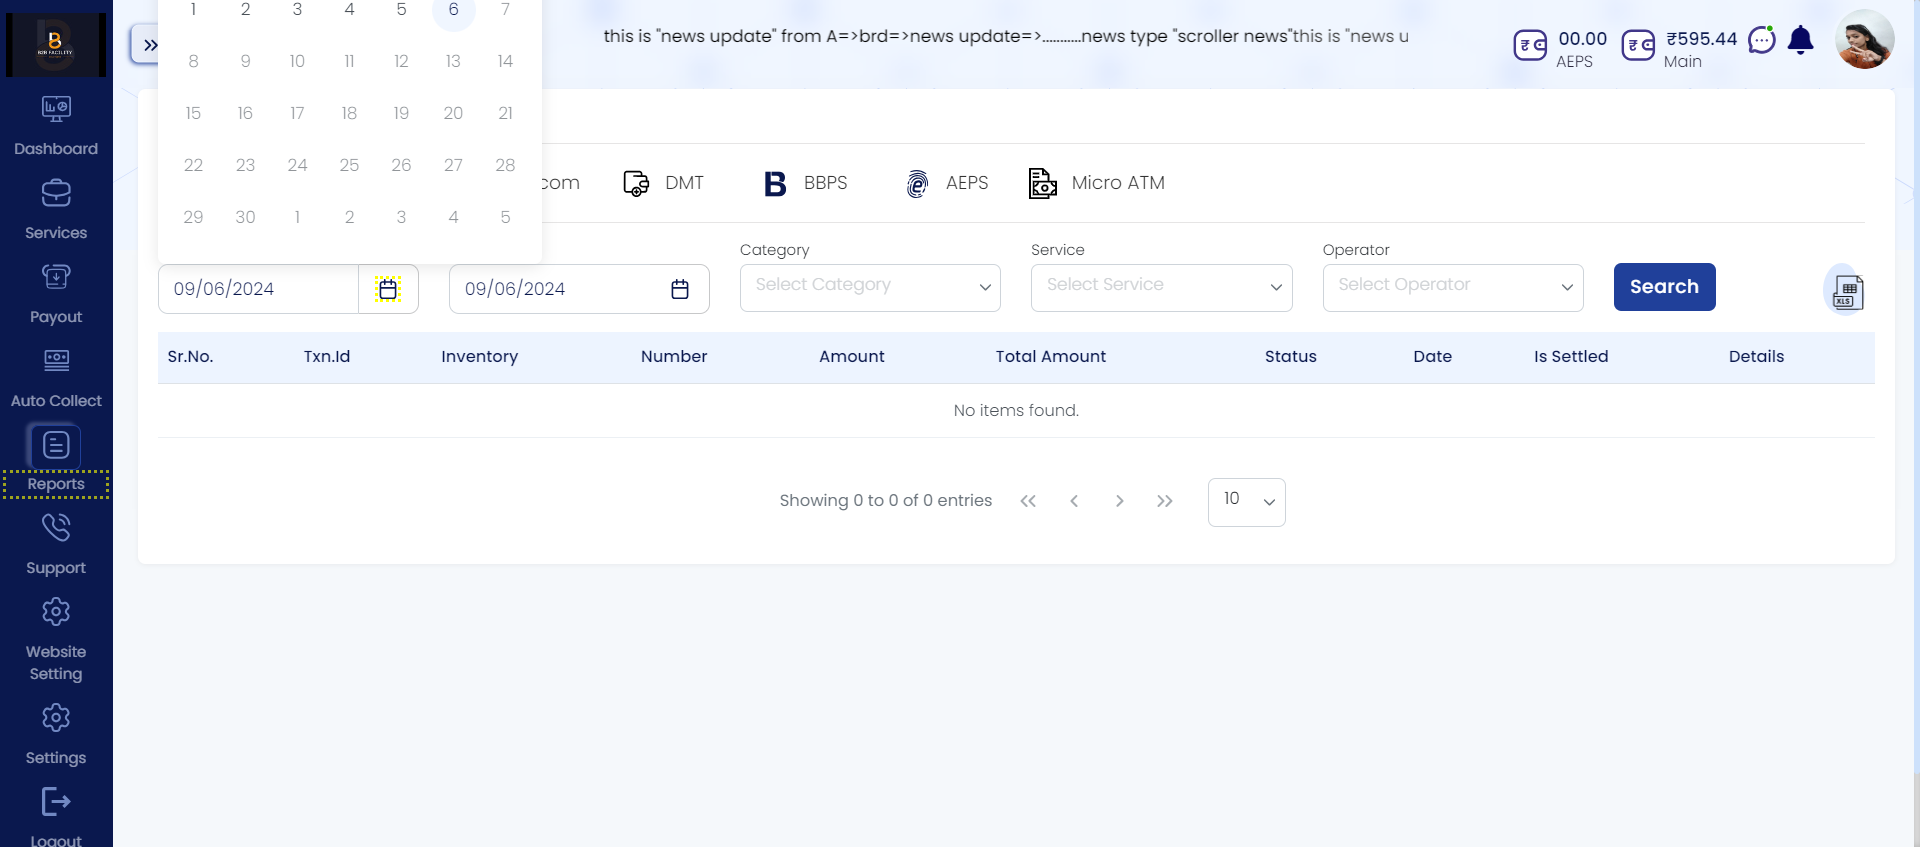 1 2 3 4 5 6 7
8 9 10 11 12 13 14
15 16 17 18 19 20 21
22 23 24 25 26 27 28
29 30 1 2 3 4 5
B2B FACILITY
this is "news update" from A=>brd=>news update=>...........news type "scroller news"this is "news u
00.00
AEPS
₹595.44
Main
Dashboard
Services
Payout
Auto Collect
Reports
Support
Website
Setting
Settings
Logout
com
DMT
BBPS
AEPS
Micro ATM
Category
Service
Operator
09/06/2024
09/06/2024
Select Category
Select Service
Select Operator
Search
XLS
Sr.No. Txn.Id Inventory Number Amount Total Amount Status Date Is Settled Details
No items found.
Showing 0 to 0 of 0 entries
10